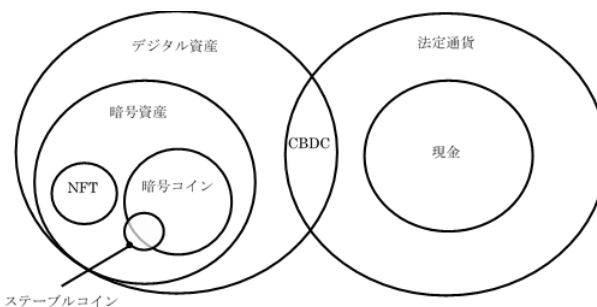 デジタル資産
法定通貨
暗号資産
CBDC
現金
NFT
暗号コイン
ステーブルコイン